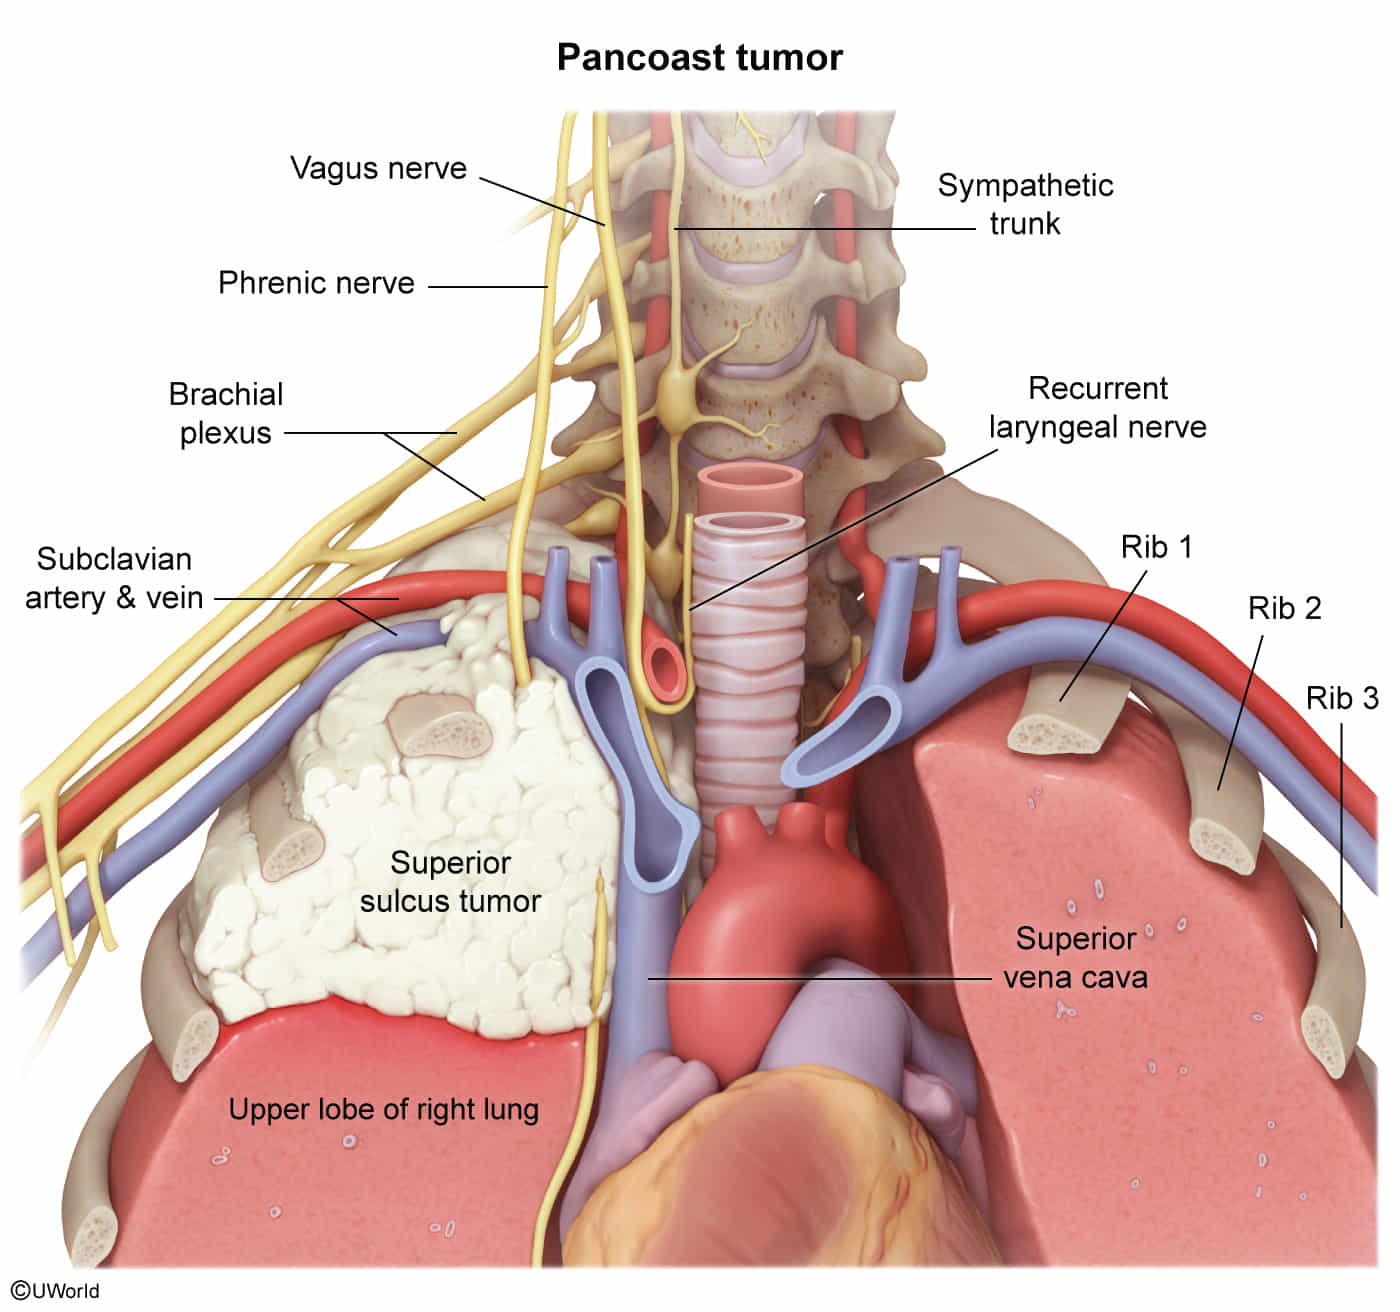 Pancoast tumor
Vagus nerve
Sympathetic
trunk
Phrenic nerve
Brachial
plexus
Recurrent
laryngeal nerve
Subclavian
artery & vein
Rib 1
Rib 2
Rib 3
Superior
sulcus tumor
Superior
vena cava
Upper lobe of right lung
©UWorld